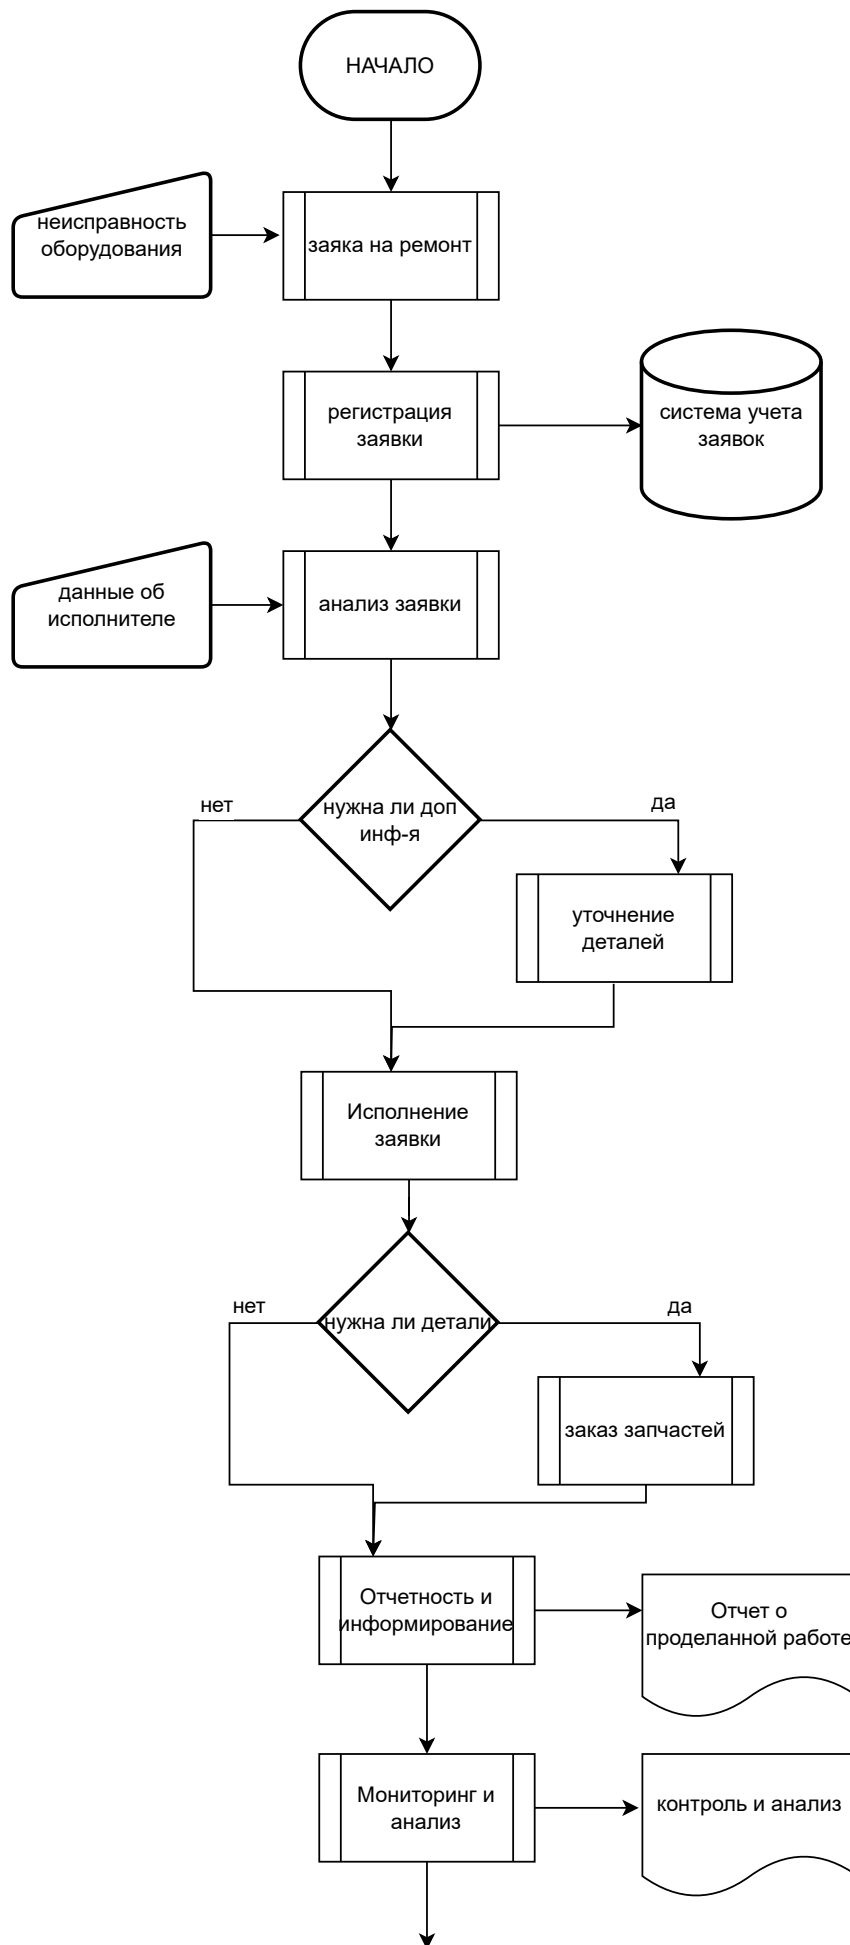 НАЧАЛО
неисправность
оборудования
заяка на ремонт
регистрация
заявки
система учета
заявок
данные об
исполнителе
анализ заявки
нужна ли доп
инф-я
нет
да
уточнение
деталей
Исполнение
заявки
нужна ли детали
нет
да
заказ запчастей
Отчетность и
информирование
Отчет о
проделанной работе
Мониторинг и
анализ
контроль и анализ